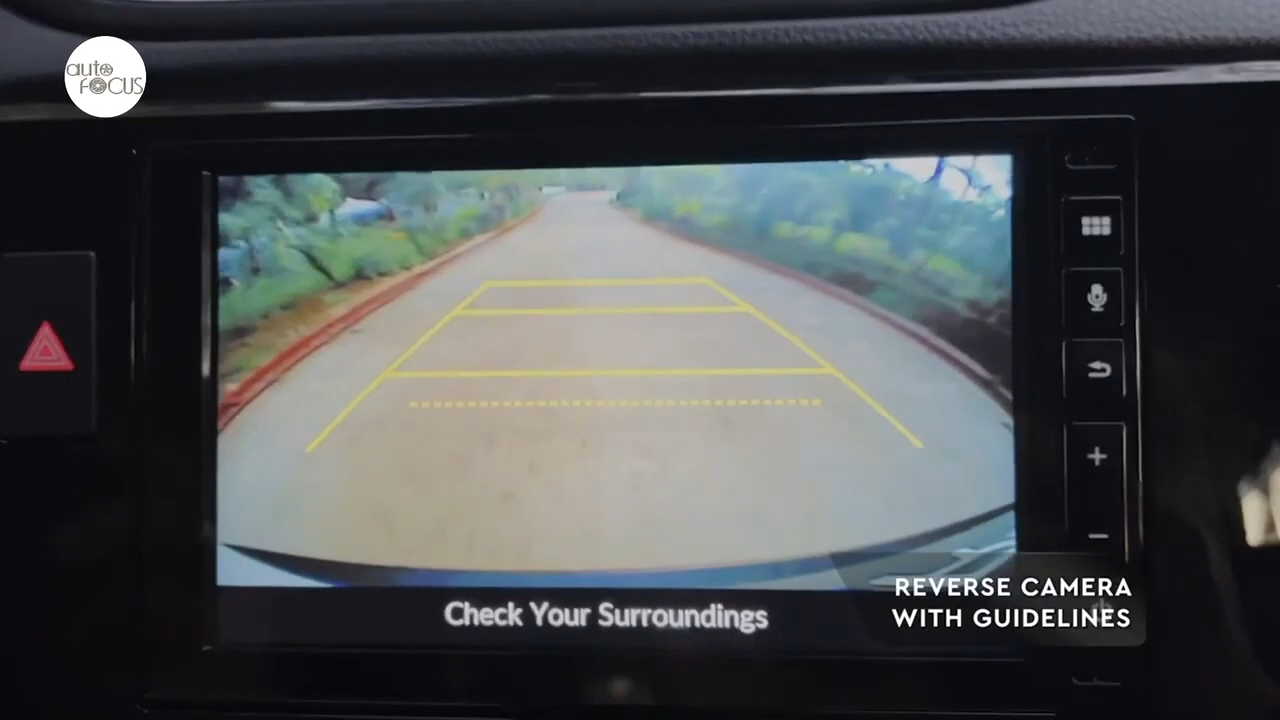 auto
FOCUS
Check Your Surroundings
REVERSE CAMERA
WITH GUIDELINES